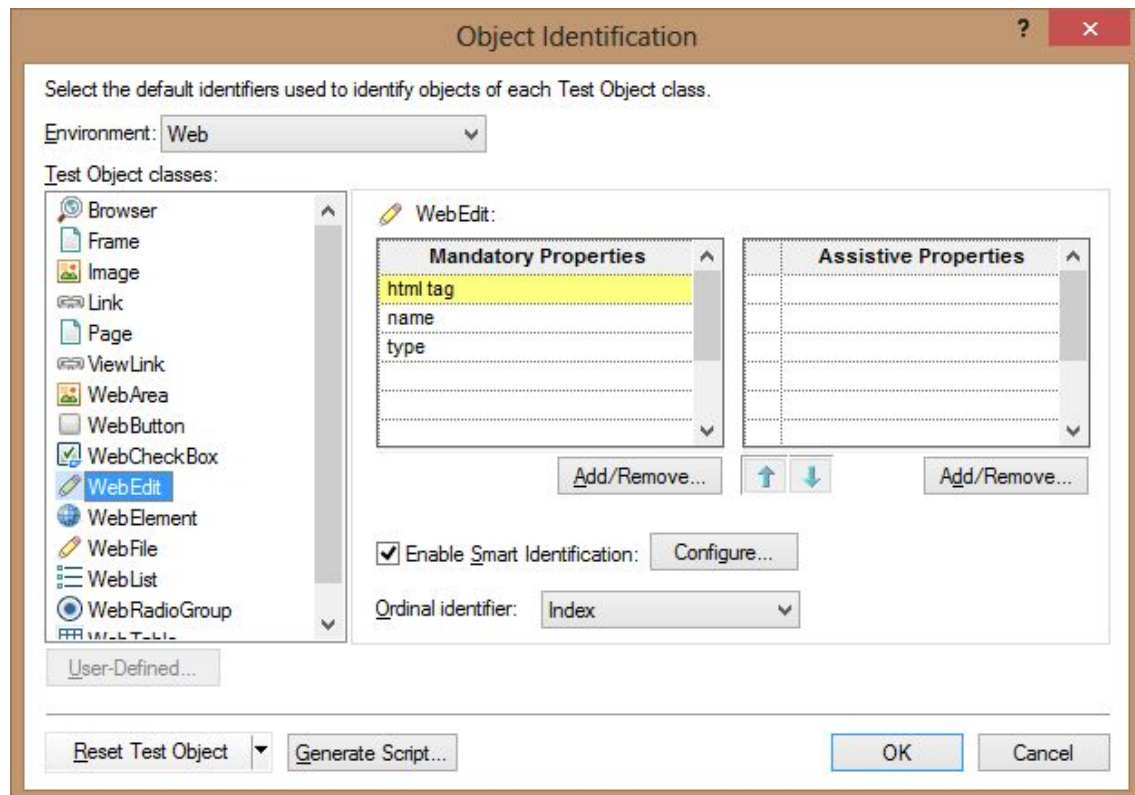 Object Identification
?
Select the default identifiers used to identify objects of each Test Object class.
Environment: Web
Test Object classes:
Browser
Frame
Image
Link
Page
ViewLink
WebArea
WebButton
WebCheckBox
WebEdit
WebElement
WebFile
WebList
WebRadioGroup
WebTable
User-Defined...
WebEdit:
Mandatory Properties
html tag
name
type
Add/Remove...
Assistive Properties
Add/Remove...
Enable Smart Identification: Configure...
Ordinal identifier: Index
Reset Test Object Generate Script... OK Cancel